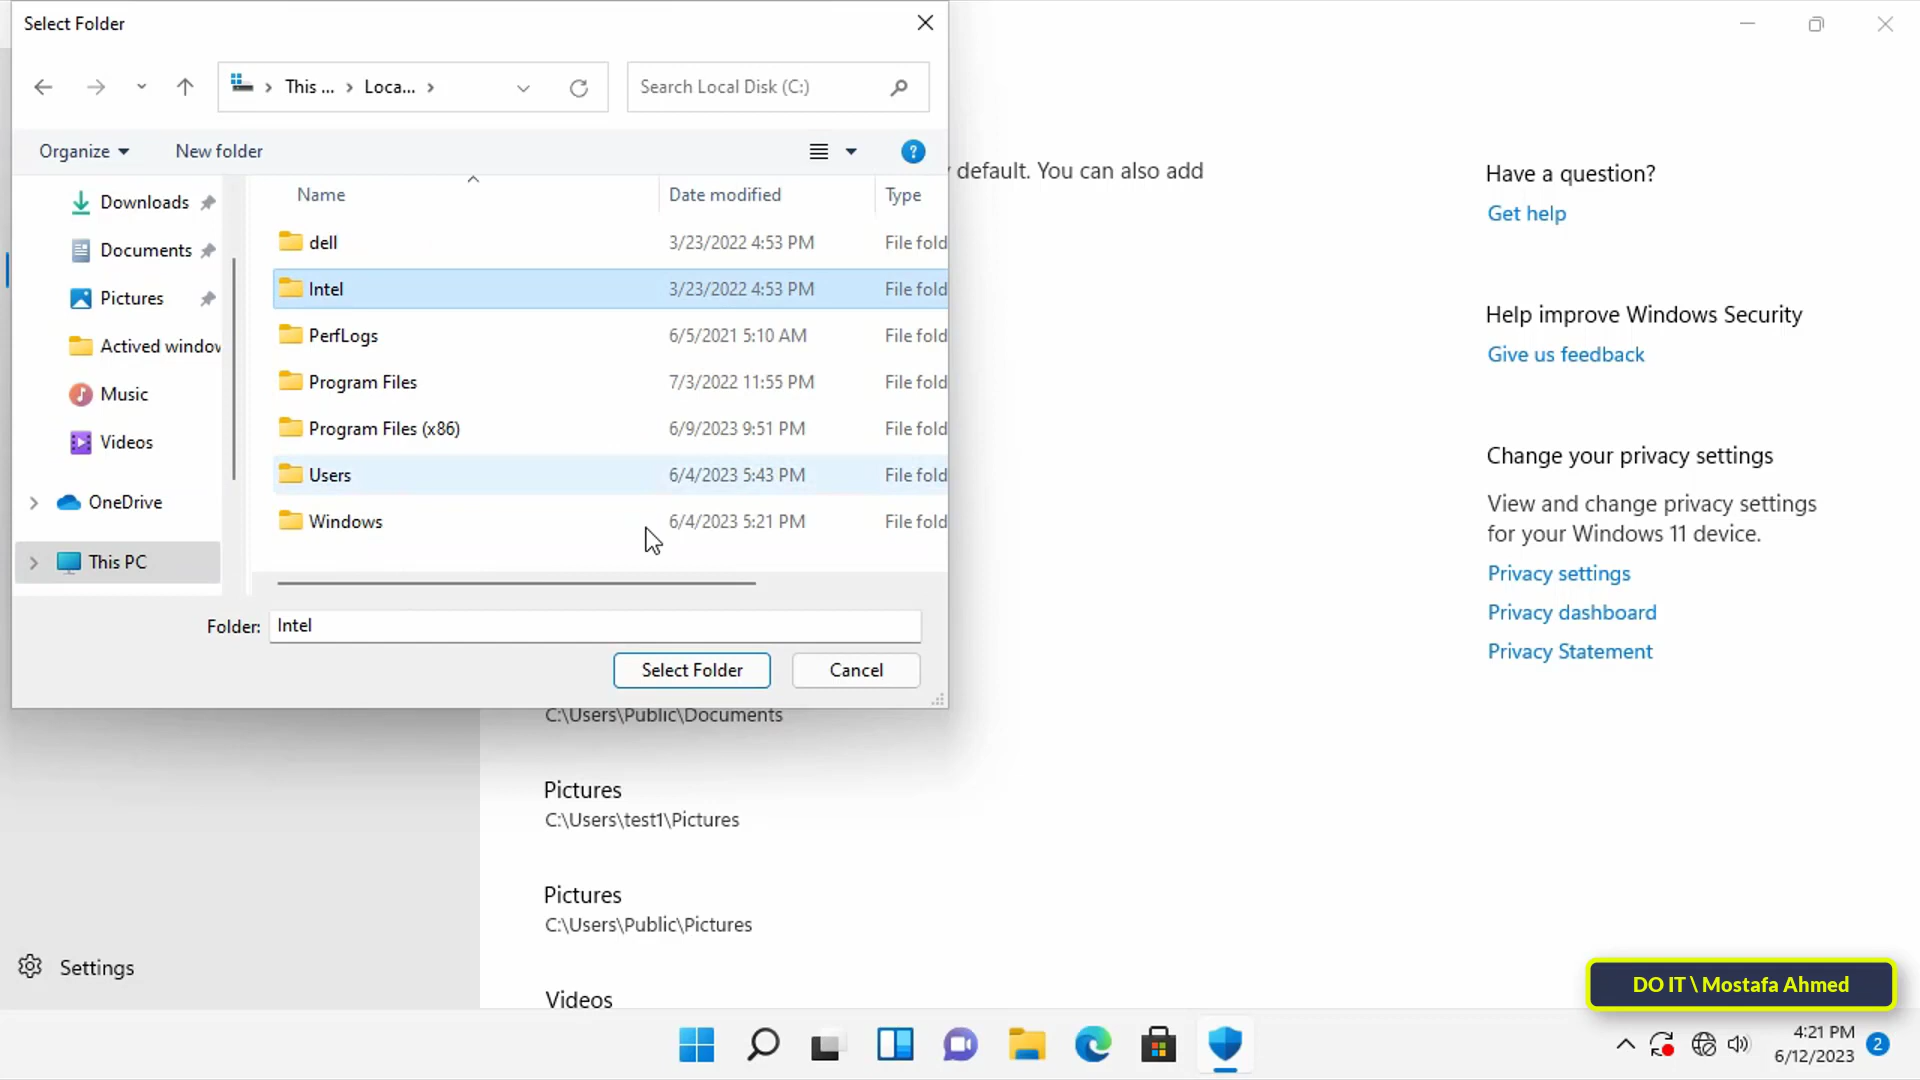 Select Folder
This ... Loca...
Search Local Disk (C:)
Organize New folder
default. You can also add
Name Date modified Type
Downloads
Documents
Pictures
Actived window
Music
Videos
OneDrive
This PC
dell 3/23/2022 4:53 PM File fold
Intel 3/23/2022 4:53 PM File fold
PerfLogs 6/5/2021 5:10 AM File fold
Program Files 7/3/2022 11:55 PM File fold
Program Files (x86) 6/9/2023 9:51 PM File fold
Users 6/4/2023 5:43 PM File fold
Windows 6/4/2023 5:21 PM File fold
Folder: Intel
Select Folder Cancel
C:\Users\Public\Documents
Pictures
C:\Users\test1\Pictures
Pictures
C:\Users\Public\Pictures
Videos
Settings
Have a question?
Get help
Help improve Windows Security
Give us feedback
Change your privacy settings
View and change privacy settings
for your Windows 11 device.
Privacy settings
Privacy dashboard
Privacy Statement
DO IT \ Mostafa Ahmed
4:21 PM
6/12/2023
2